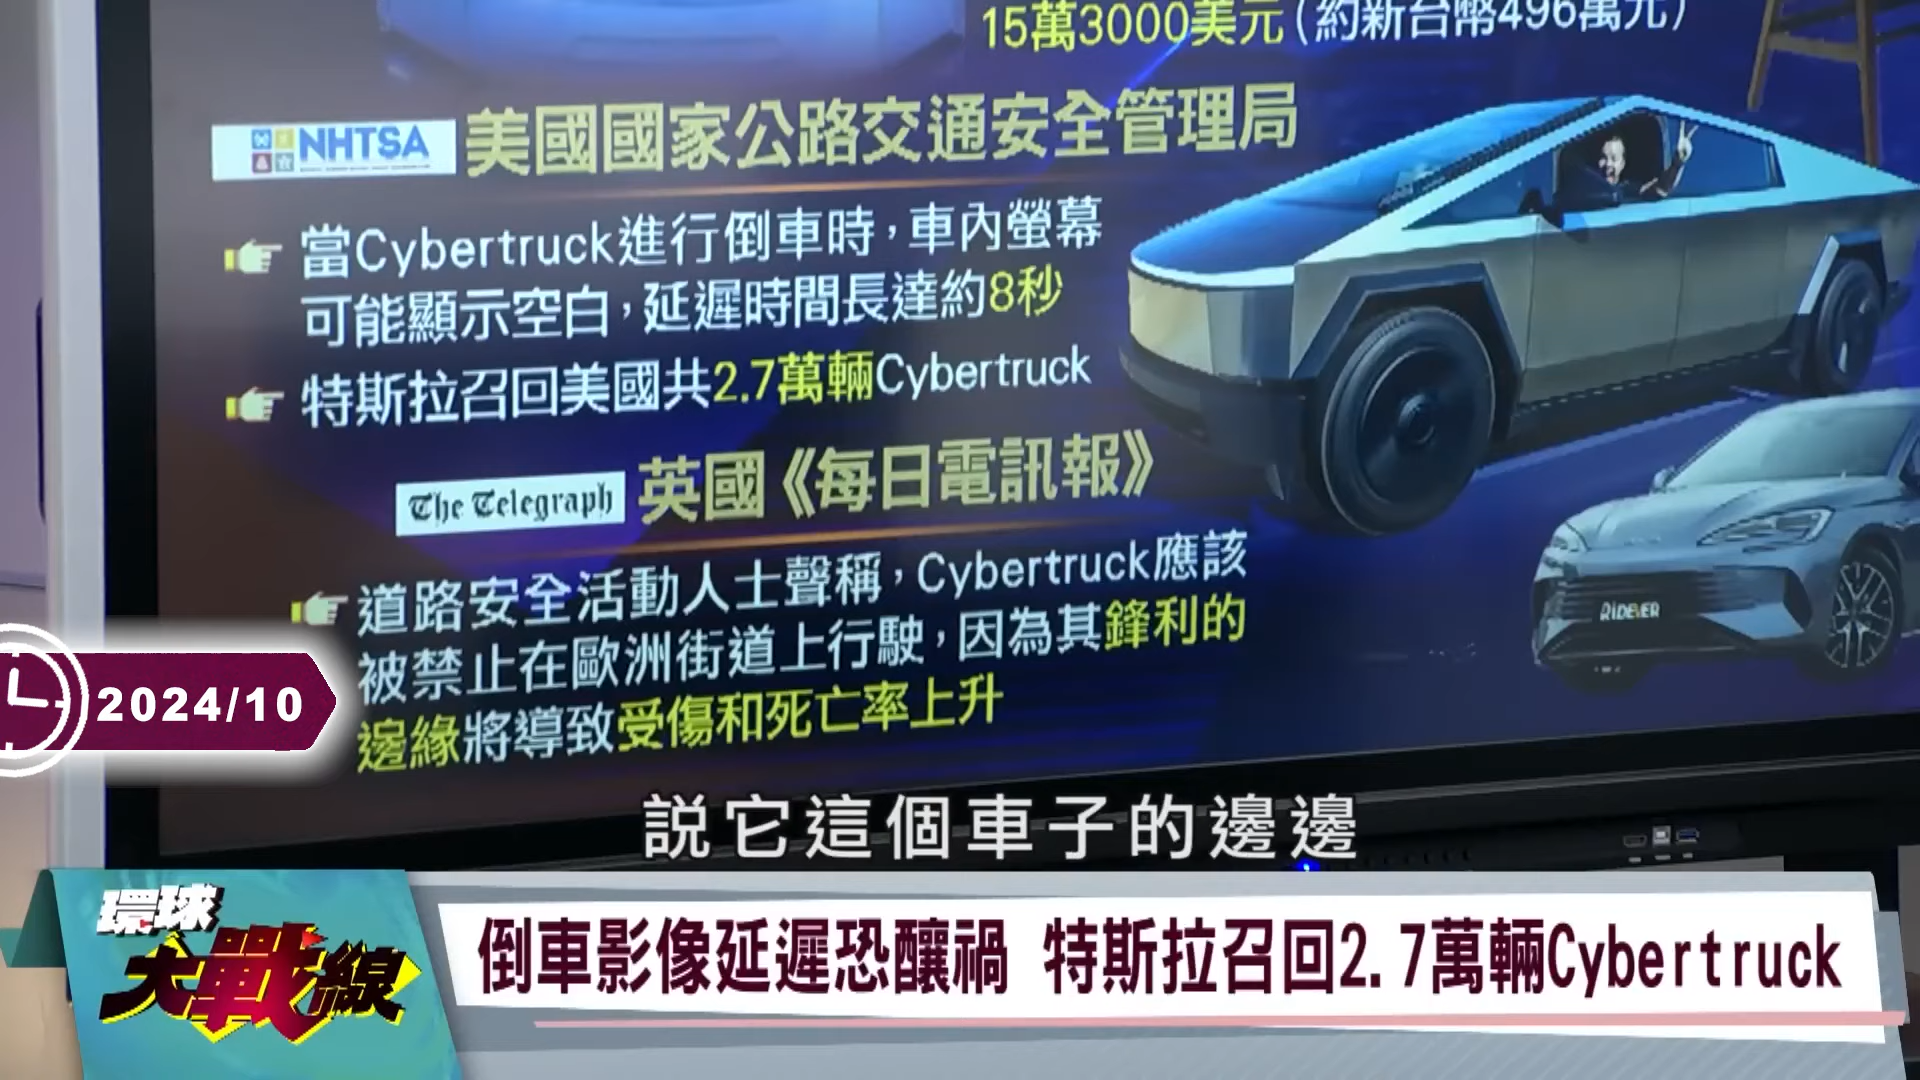 15萬3000美元(約新台幣496萬元)
NHTSA 美國國家公路交通安全管理局
當Cybertruck進行倒車時,車內螢幕
可能顯示空白,延遲時間長達約8秒
特斯拉召回美國共2.7萬輛Cybertruck
The Telegraph 英國《每日電訊報》
道路安全活動人士聲稱,Cybertruck應該
被禁止在歐洲街道上行駛,因為其鋒利的
邊緣將導致受傷和死亡率上升
RIDEVER
2024/10
說它這個車子的邊邊
環球
大戰線
倒車影像延遲恐釀禍 特斯拉召回2.7萬輛Cybertruck